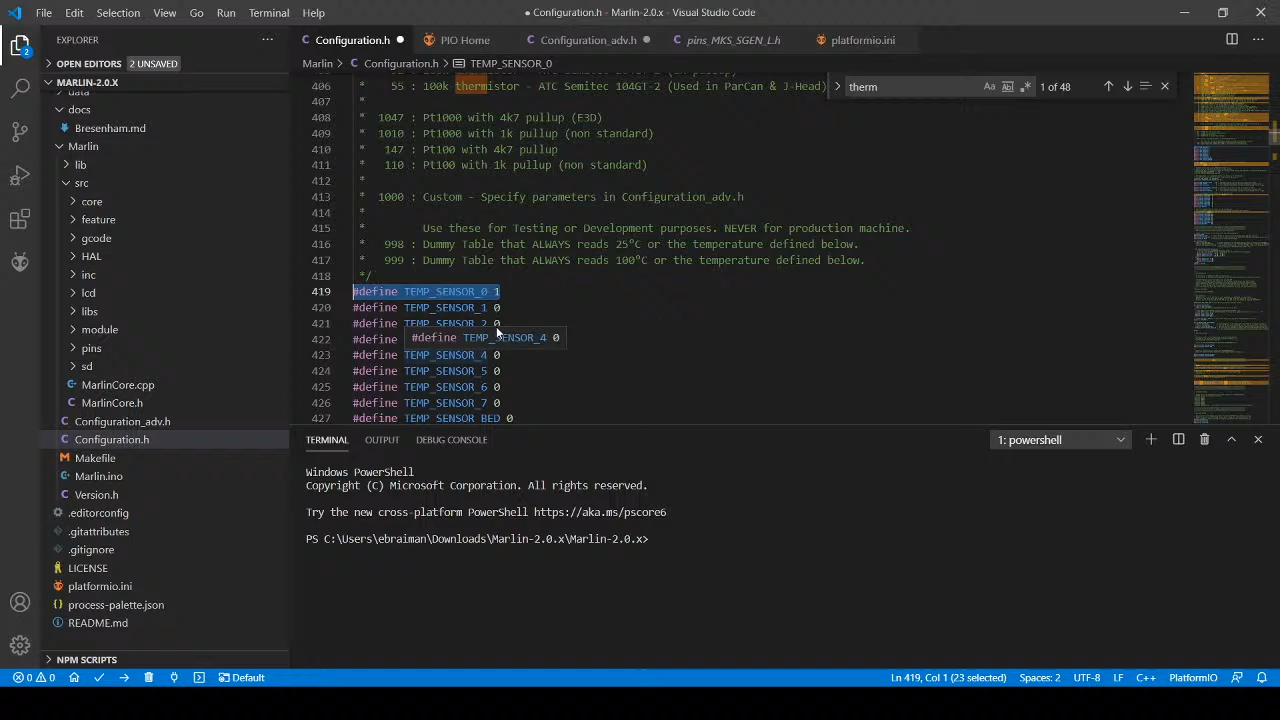 File Edit Selection View Go Run Terminal Help
● Configuration.h - Marlin-2.0.x - Visual Studio Code
EXPLORER
OPEN EDITORS 2 UNSAVED
MARLIN-2.0.X
docs
Bresenham.md
Marlin
lib
src
core
feature
gcode
HAL
inc
lcd
libs
module
pins
sd
MarlinCore.cpp
MarlinCore.h
Configuration_adv.h
Configuration.h
Makefile
Marlin.ino
Version.h
.editorconfig
.gitattributes
.gitignore
LICENSE
platformio.ini
process-palette.json
README.md
NPM SCRIPTS
Configuration.h PIO Home Configuration_adv.h pins_MKS_SGEN_L.h platformio.ini
Marlin > Configuration.h > TEMP_SENSOR_0
therm 1 of 48
406 * 55 : 100k thermistor - ATC Semitec 104GT-2 (Used in ParCan & J-Head)
407 *
408 * 1047 : Pt1000 with 4k7 pullup (E3D)
409 * 1010 : Pt1000 with 1k pullup (non standard)
410 * 147 : Pt100 with 4k7 pullup
411 * 110 : Pt100 with 1k pullup (non standard)
412 *
413 * 1000 : Custom - Specify parameters in Configuration_adv.h
414 *
415 * Use these for Testing or Development purposes. NEVER for production machine.
416 * 998 : Dummy Table that ALWAYS reads 25°C or the temperature defined below.
417 * 999 : Dummy Table that ALWAYS reads 100°C or the temperature defined below.
418 */
419 #define TEMP_SENSOR_0 1
420 #define TEMP_SENSOR_1 0
421 #define TEMP_SENSOR_2 0
422 #define
#define TEMP_SENSOR_4 0
423 #define TEMP_SENSOR_4 0
424 #define TEMP_SENSOR_5 0
425 #define TEMP_SENSOR_6 0
426 #define TEMP_SENSOR_7 0
427 #define TEMP_SENSOR_BED 0
TERMINAL OUTPUT DEBUG CONSOLE 1: powershell
Windows PowerShell
Copyright (C) Microsoft Corporation. All rights reserved.
Try the new cross-platform PowerShell https://aka.ms/pscore6
PS C:\Users\ebraiman\Downloads\Marlin-2.0.x\Marlin-2.0.x>
0 0 Default Ln 419, Col 1 (23 selected) Spaces: 2 UTF-8 LF C++ PlatformIO